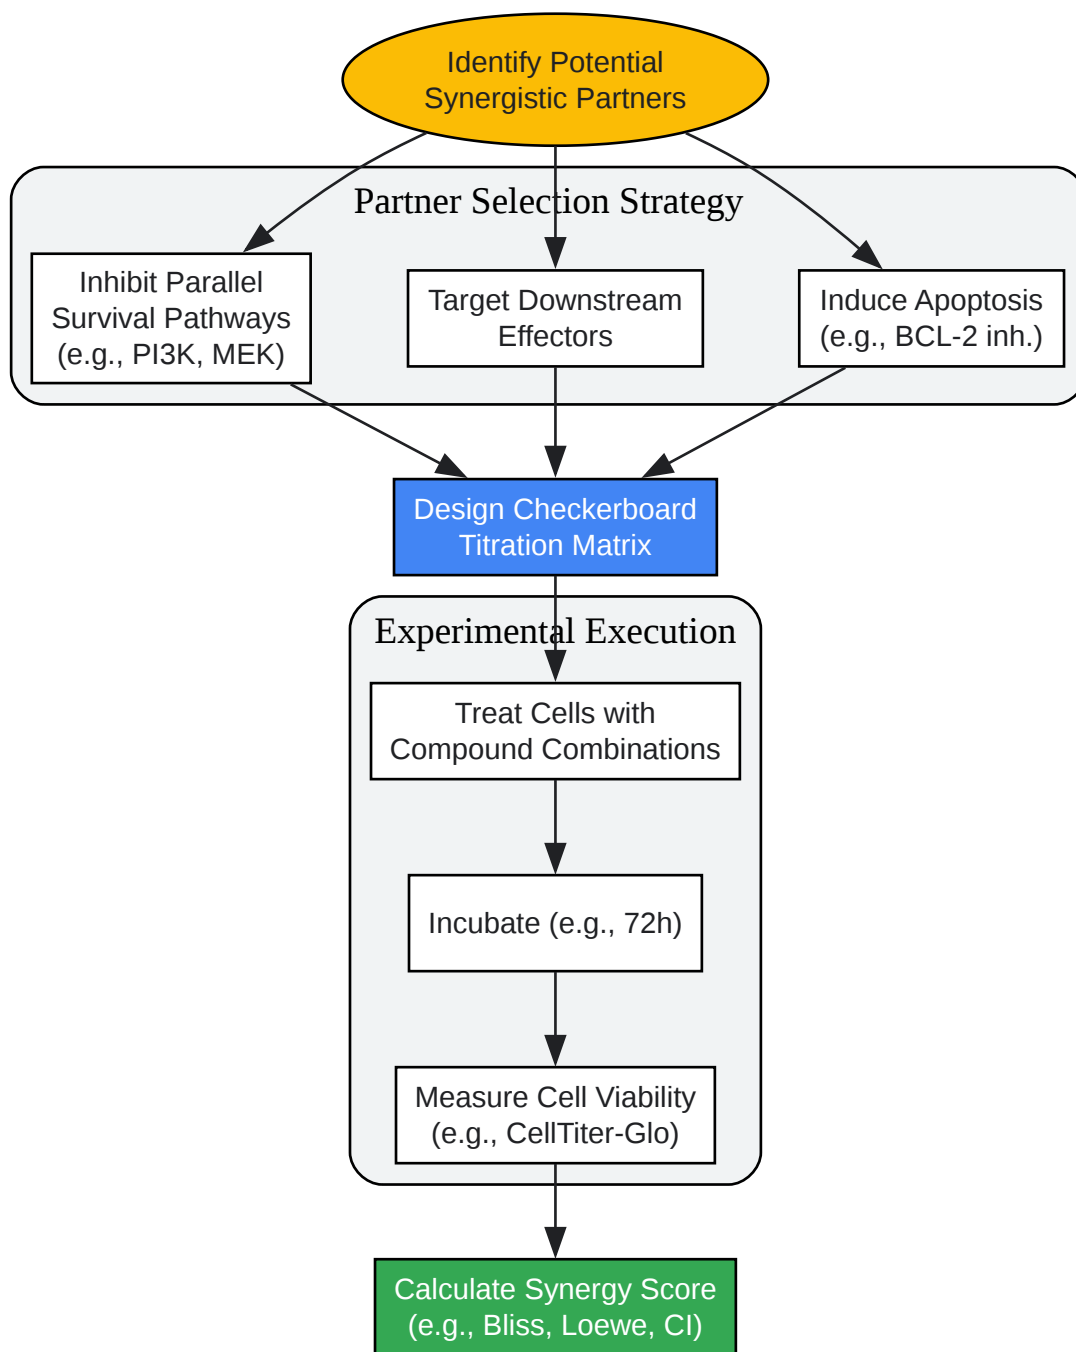 Identify Potential
Synergistic Partners
Partner Selection Strategy
Inhibit Parallel
Survival Pathways
(e.g., PI3K, MEK)
Target Downstream
Effectors
Induce Apoptosis
(e.g., BCL-2 inh.)
Design Checkerboard
Titration Matrix
Experimental Execution
Treat Cells with
Compound Combinations
Incubate (e.g., 72h)
Measure Cell Viability
(e.g., CellTiter-Glo)
Calculate Synergy Score
(e.g., Bliss, Loewe, CI)